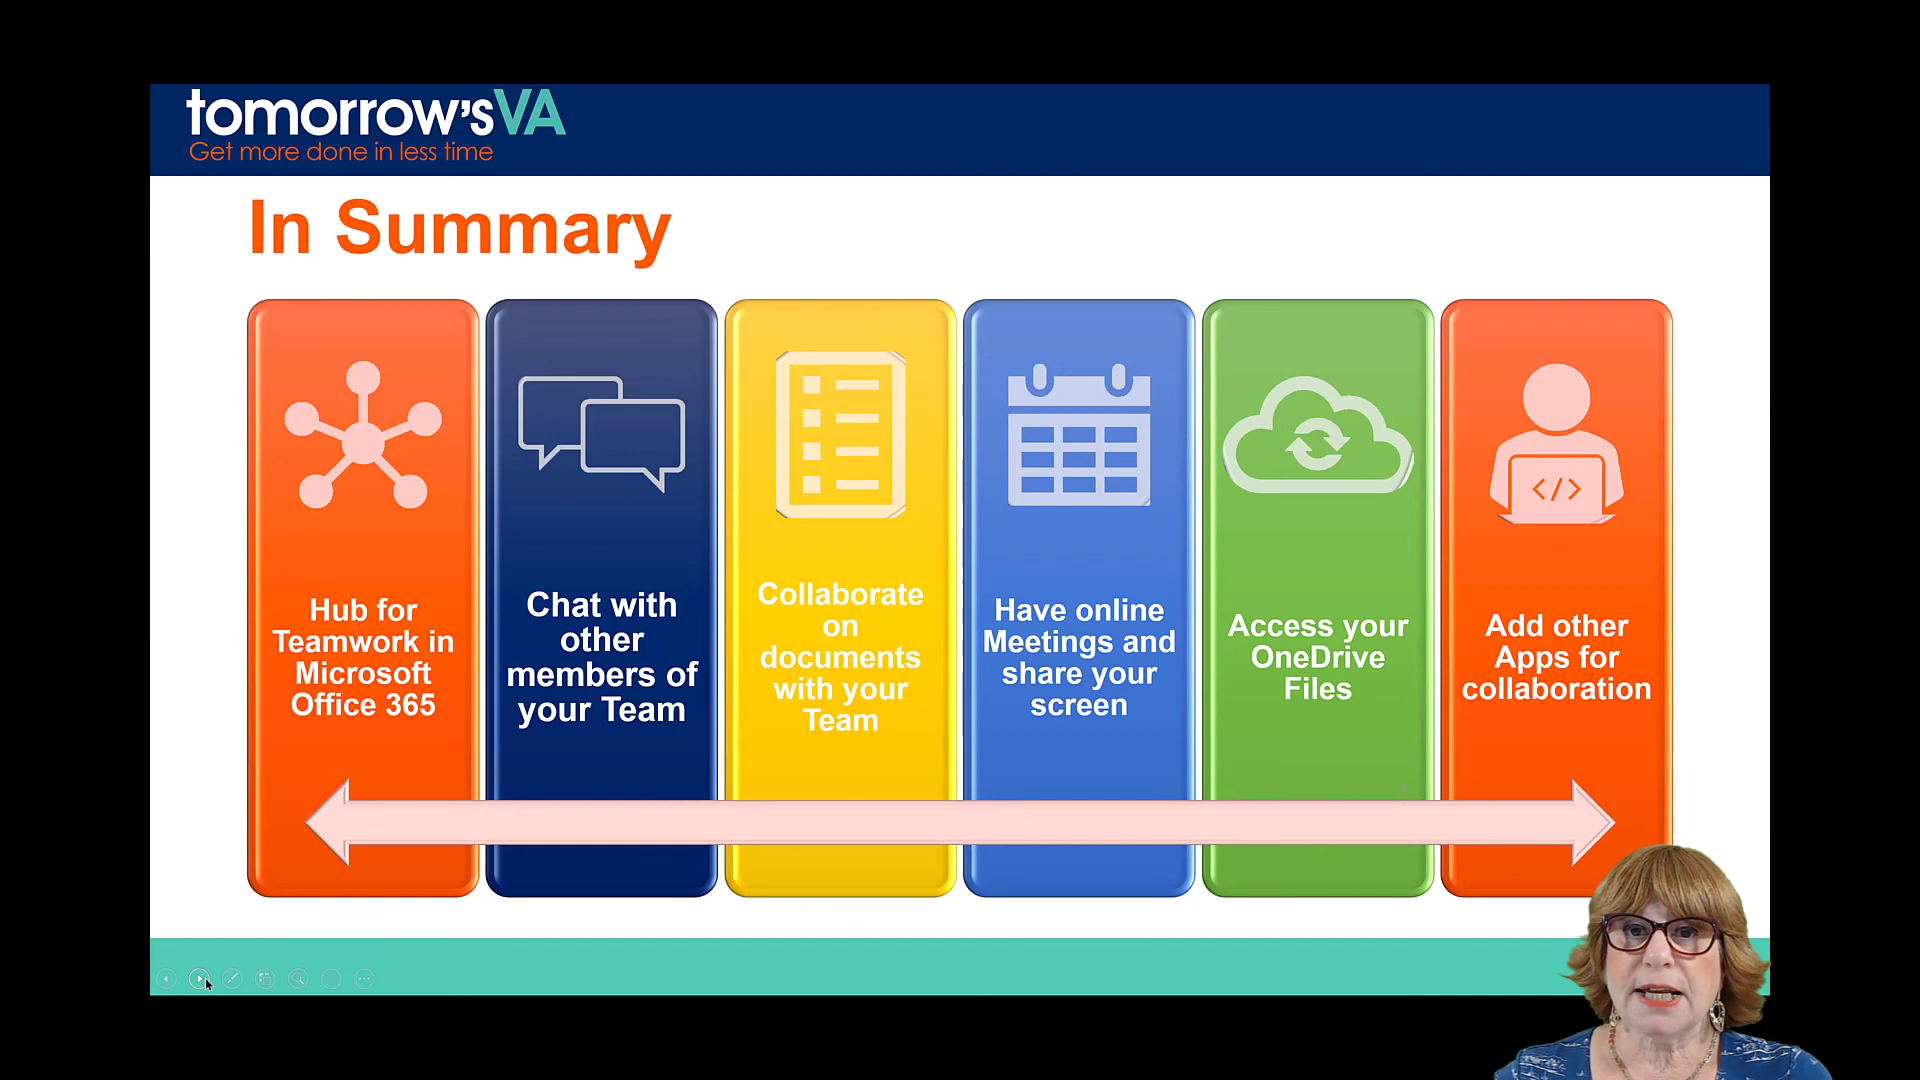 tomorrow'sVA
Get more done in less time
In Summary
Hub for
Teamwork in
Microsoft
Office 365
Chat with
other
members of
your Team
Collaborate
on
documents
with your
Team
Have online
Meetings and
share your
screen
Access your
OneDrive
Files
Add other
Apps for
collaboration